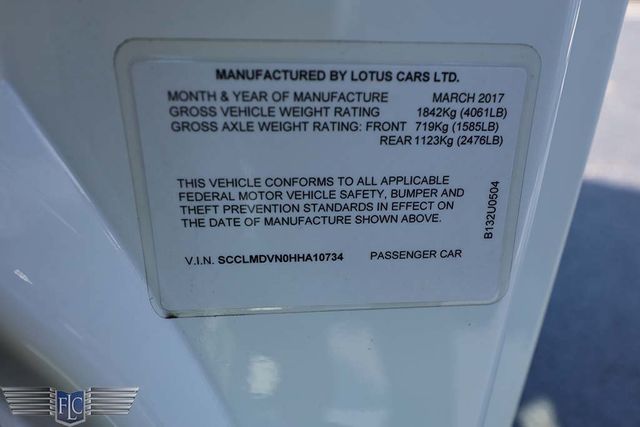 MANUFACTURED BY LOTUS CARS LTD.
MONTH & YEAR OF MANUFACTURE MARCH 2017
GROSS VEHICLE WEIGHT RATING 1842Kg (4061LB)
GROSS AXLE WEIGHT RATING: FRONT 719Kg (1585LB)
REAR 1123Kg (2476LB)
THIS VEHICLE CONFORMS TO ALL APPLICABLE
FEDERAL MOTOR VEHICLE SAFETY, BUMPER AND
THEFT PREVENTION STANDARDS IN EFFECT ON
THE DATE OF MANUFACTURE SHOWN ABOVE.
B132U0504
V.I.N. SCCLMDVN0HHA10734 PASSENGER CAR
FLC